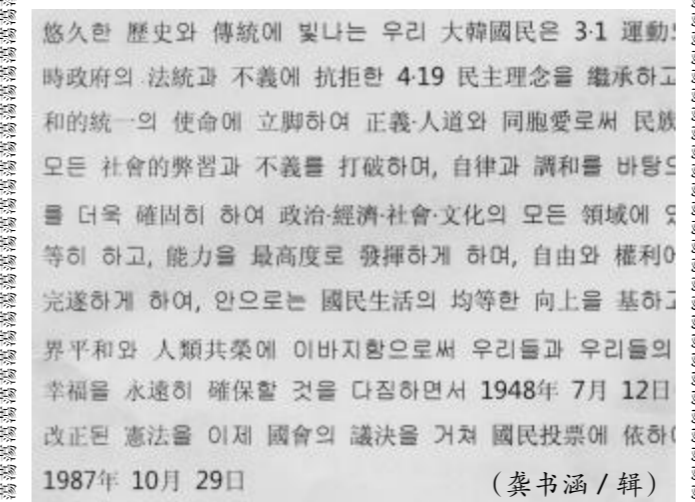 悠久한 歷史와 傳統에 빛나는 우리 大韓國民은 3·1 運動
時政府의 法統과 不義에 抗拒한 4·19 民主理念을 繼承하고
和的統一의 使命에 立脚하여 正義·人道와 同胞愛로써 民族
모든 社會的弊習과 不義를 打破하며, 自律과 調和를 바탕으
를 더욱 確固히 하여 政治·經濟·社會·文化의 모든 領域에
等히 하고, 能力을 最高度로 發揮하게 하며, 自由와 權利에
完遂하게 하여, 안으로는 國民生活의 均等한 向上을 基하고
界平和와 人類共榮에 이바지함으로써 우리들과 우리들의
幸福을 永遠히 確保할 것을 다짐하면서 1948年 7月 12日
改正된 憲法을 이제 國會의 議決을 거쳐 國民投票에 依하
1987年 10月 29日
(龚书涵/辑)